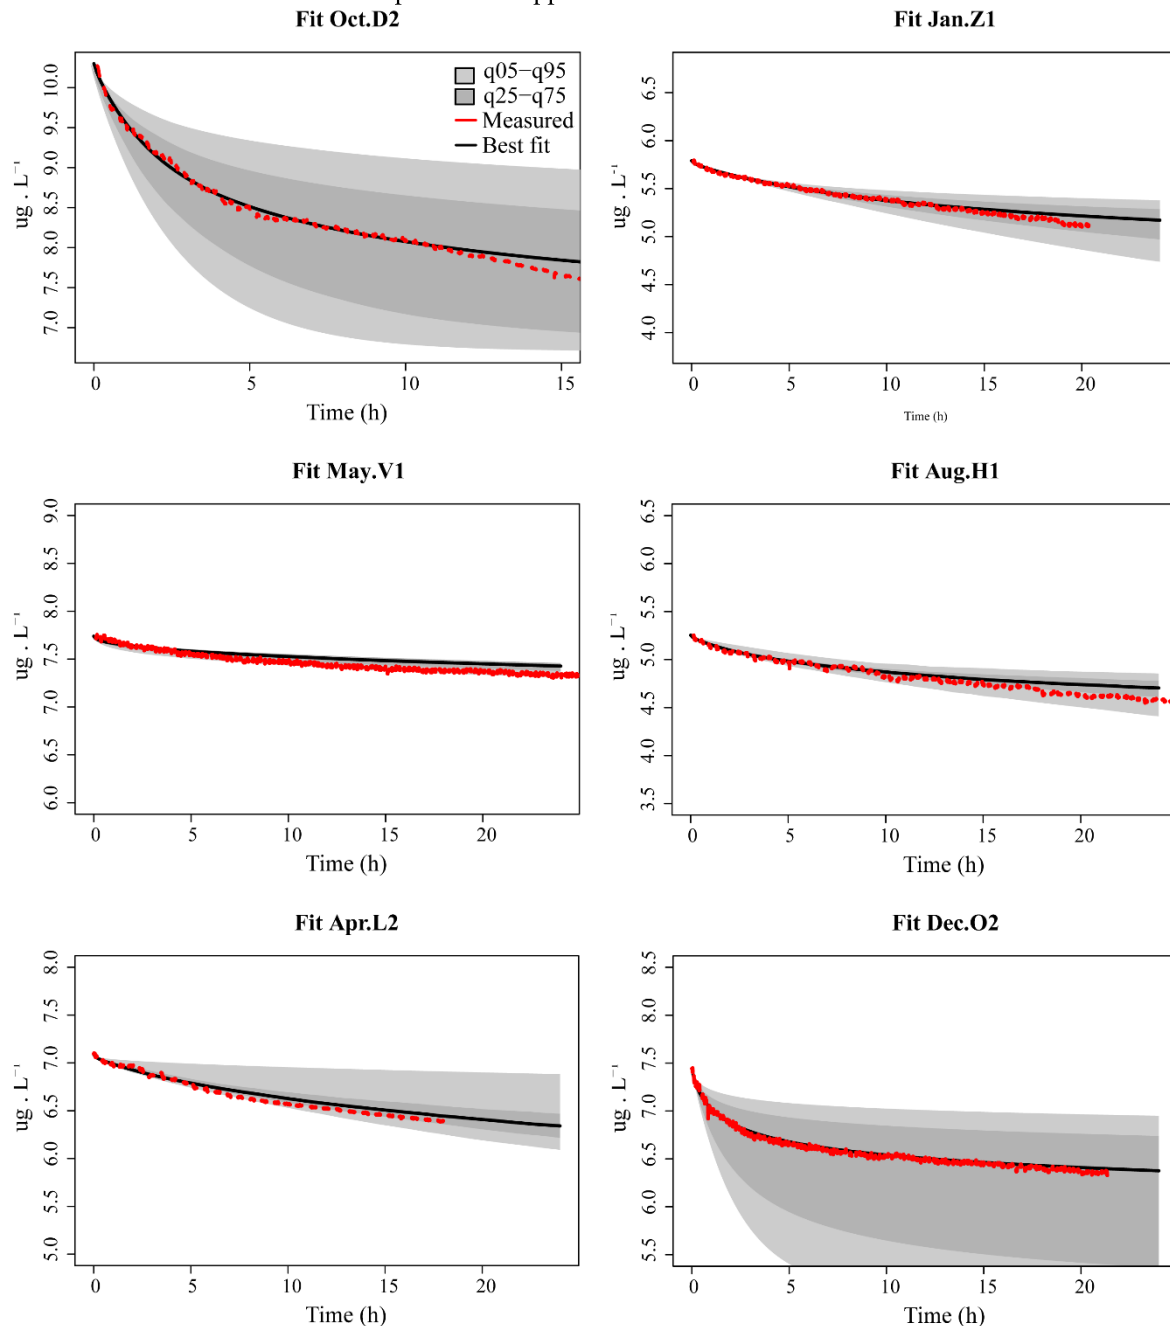 Fit Oct.D2
10.0
9.5
9.0
8.5
8.0
7.5
7.0
ug . L⁻¹
q05−q95
q25−q75
Measured
Best fit
0 5 10 15
Time (h)
Fit Jan.Z1
6.5
6.0
5.5
5.0
4.5
4.0
ug . L⁻¹
0 5 10 15 20
Time (h)
Fit May.V1
9.0
8.5
8.0
7.5
7.0
6.5
6.0
ug . L⁻¹
0 5 10 15 20
Time (h)
Fit Aug.H1
6.5
6.0
5.5
5.0
4.5
4.0
3.5
ug . L⁻¹
0 5 10 15 20
Time (h)
Fit Apr.L2
8.0
7.5
7.0
6.5
6.0
5.5
5.0
ug . L⁻¹
0 5 10 15 20
Time (h)
Fit Dec.O2
8.5
8.0
7.5
7.0
6.5
6.0
5.5
ug . L⁻¹
0 5 10 15 20
Time (h)